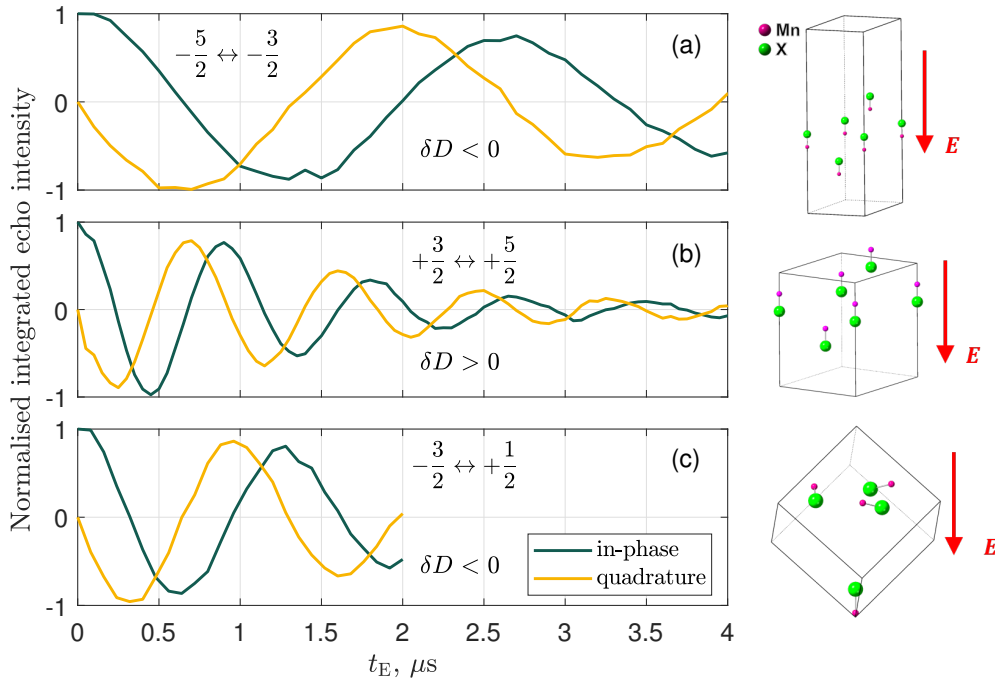 Normalised integrated echo intensity
1
0
-1
−5/2 ↔ −3/2
(a)
δD < 0
Mn
X
E
1
0
-1
+3/2 ↔ +5/2
(b)
δD > 0
E
1
0
-1
−3/2 ↔ +1/2
(c)
δD < 0
in-phase
quadrature
E
0 0.5 1 1.5 2 2.5 3 3.5 4
t_E, μs